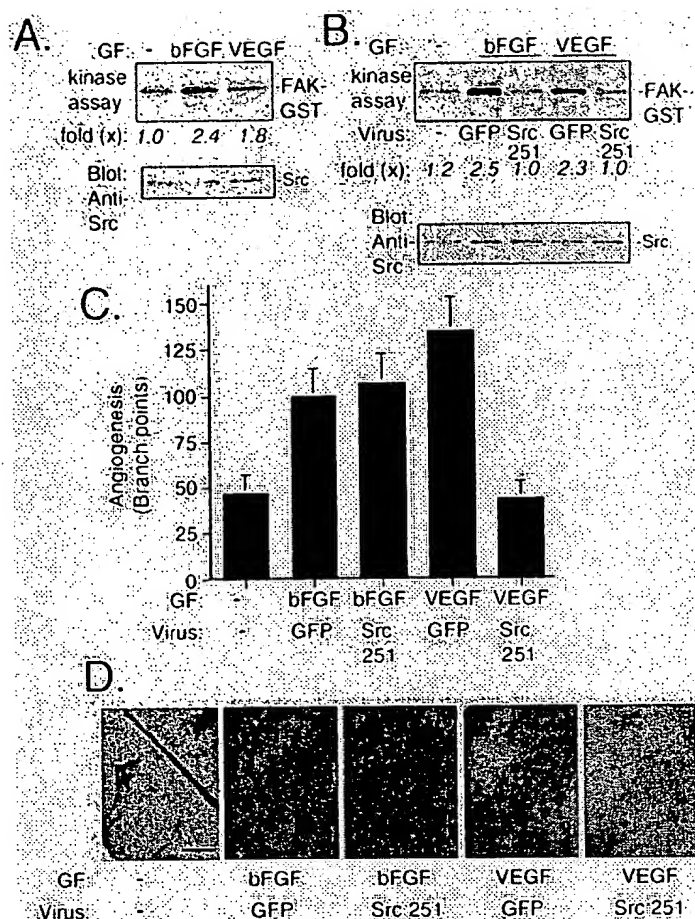 A.
GF: - bFGF VEGF
kinase assay
FAK-GST
fold (x) 1.0 2.4 1.8
Blot: Anti-Src
Src
B.
GF: - bFGF VEGF
kinase assay
FAK-GST
Virus: - GFP Src 251 GFP Src 251
fold (x): 1.2 2.5 1.0 2.3 1.0
Blot: Anti-Src
Src
C.
Angiogenesis
(Branch points)
150
125
100
75
50
25
0
GF: - bFGF bFGF VEGF VEGF
Virus: - GFP Src 251 GFP Src 251
D.
GF: - bFGF bFGF VEGF VEGF
Virus: - GFP Src 251 GFP Src 251